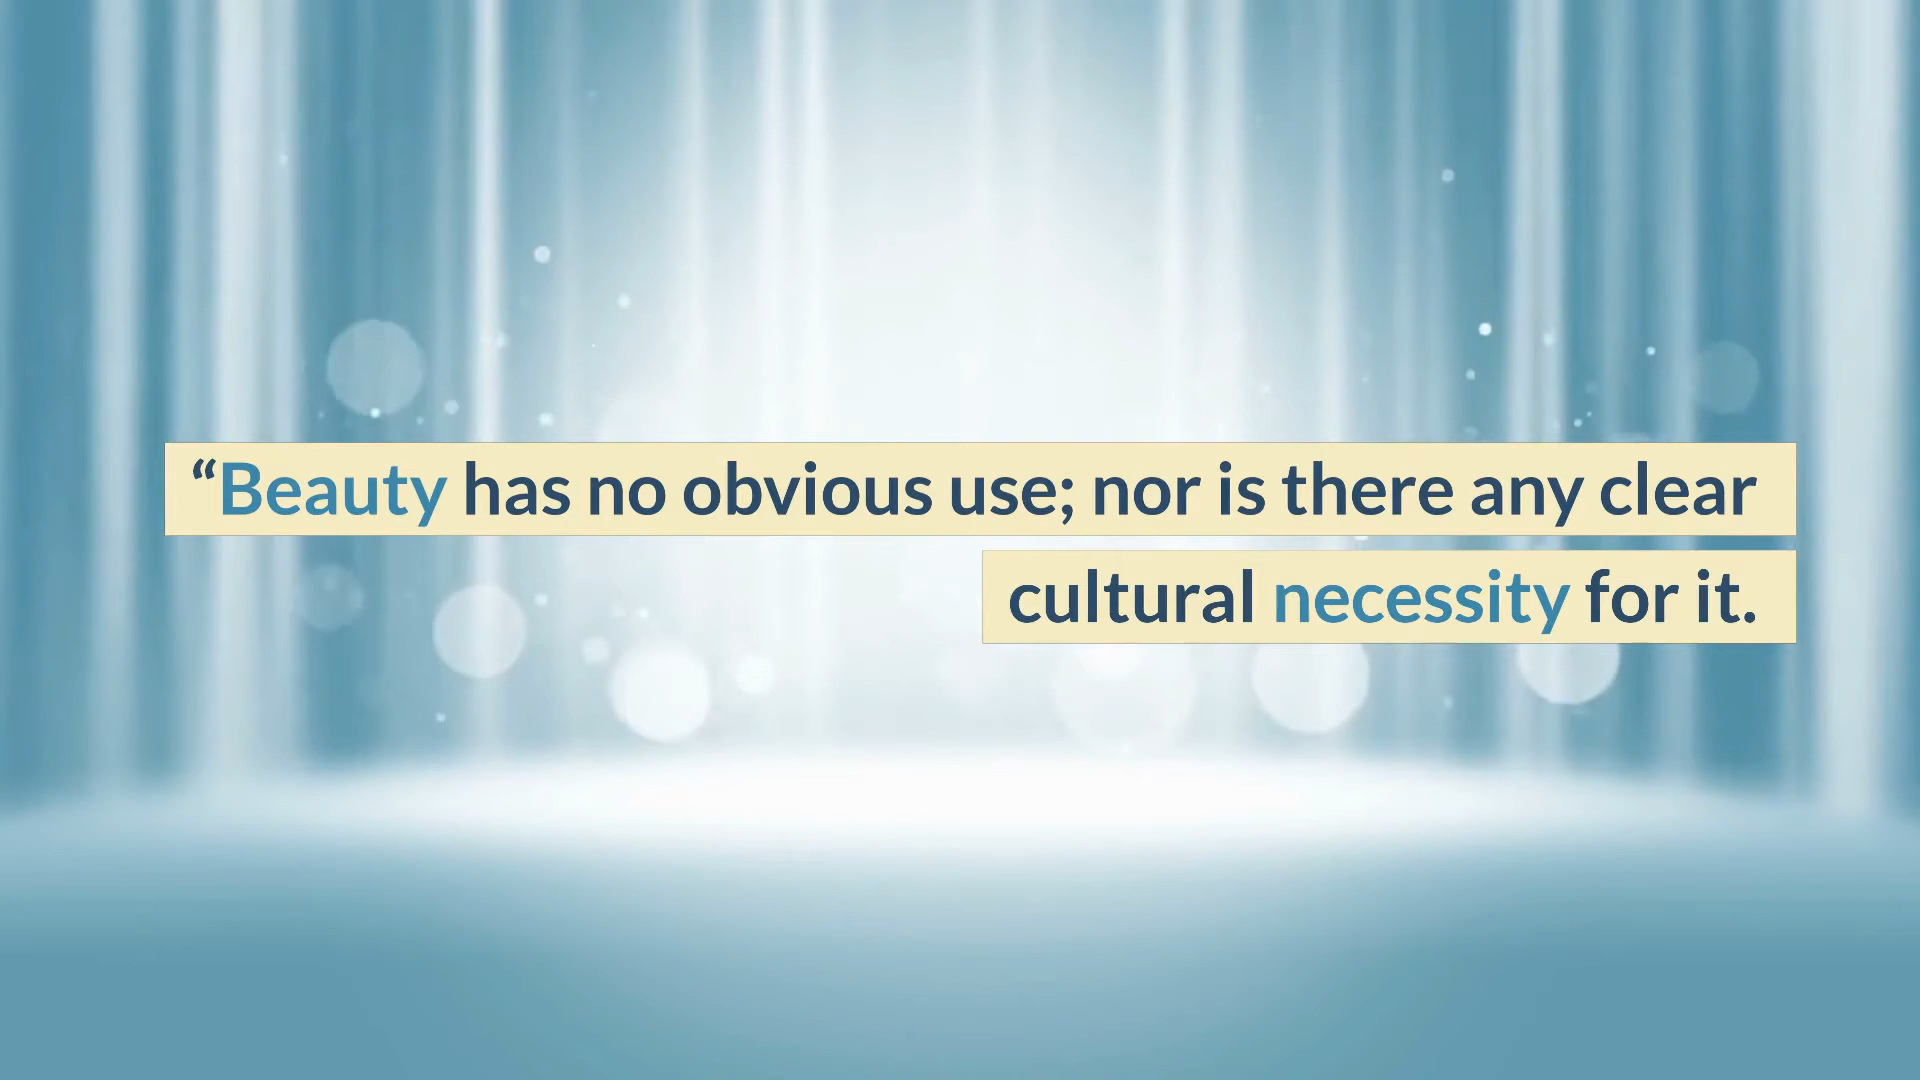 “Beauty has no obvious use; nor is there any clear
cultural necessity for it.